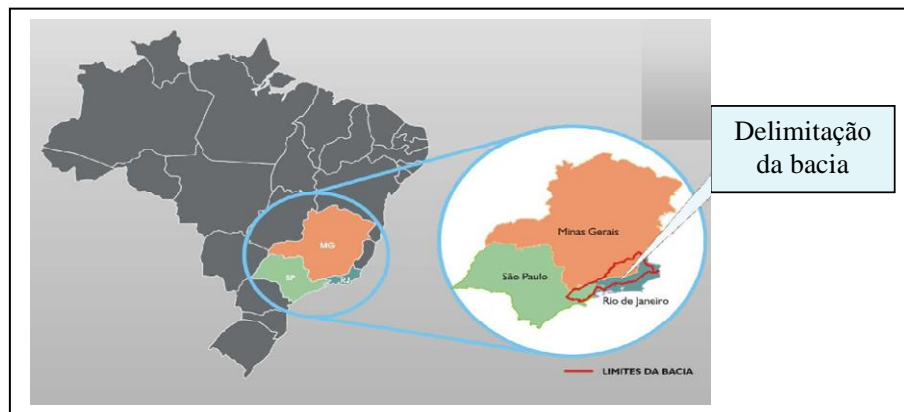 Delimitação
da bacia
MG
SP
RJ
Minas Gerais
São Paulo
Rio de Janeiro
LIMITES DA BACIA